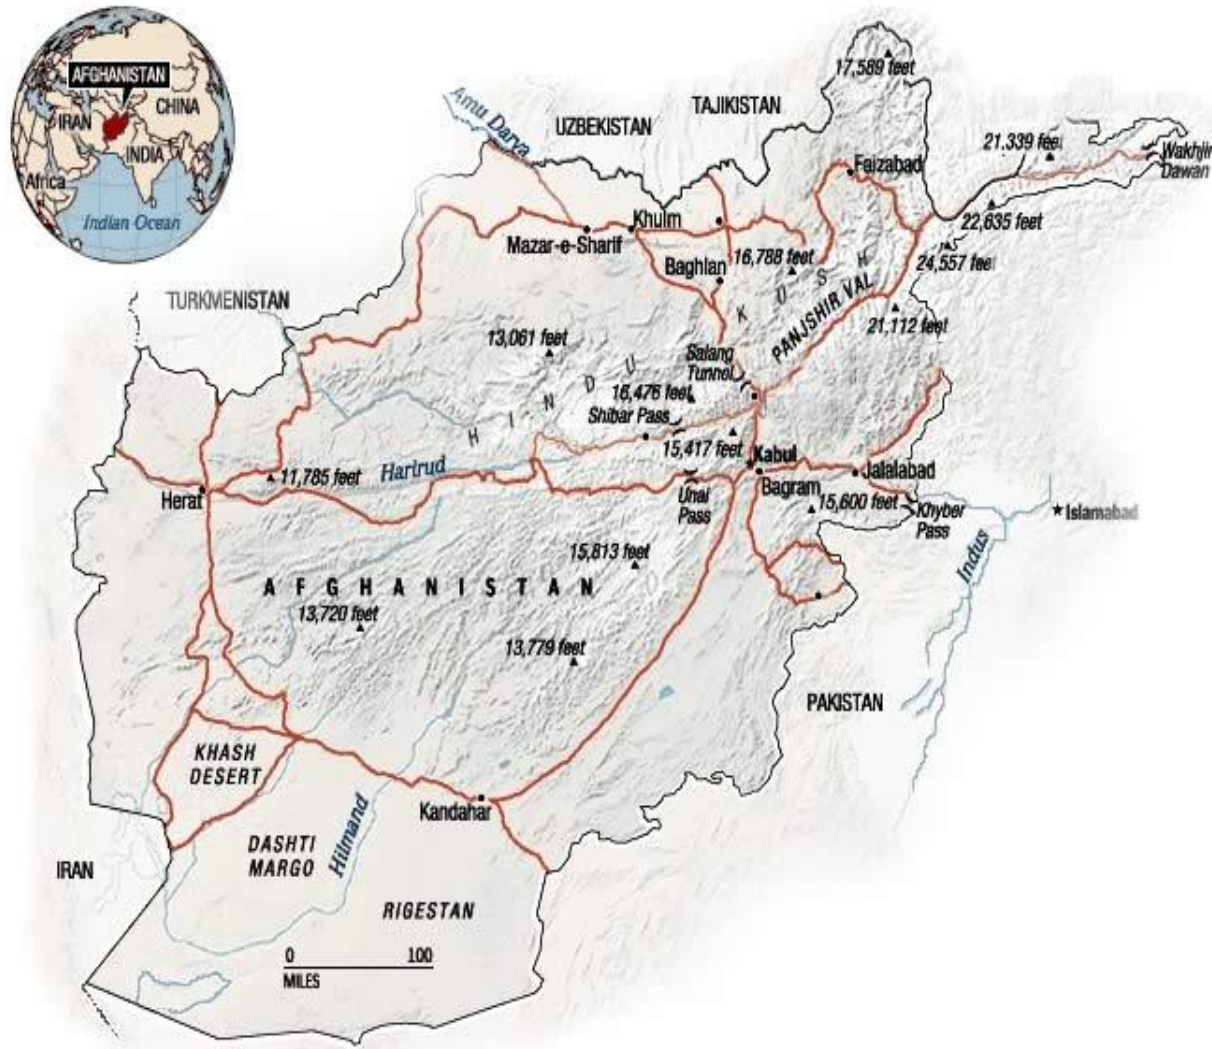 AFGHANISTAN
IRAN
CHINA
INDIA
Africa
Indian Ocean
17,589 feet
Amu Darya
UZBEKISTAN
TAJIKISTAN
21.339 feet
Wakhjir
Dawan
Faizabad
22,635 feet
Khulm
Mazar-e-Sharif
24,557 feet
16,788 feet
Baghlan
TURKMENISTAN
HINDU KUSH
PANJSHIR VAL
21,112 feet
13,061 feet
Salang
Tunnel
16,476 feet
Shibar Pass
15,417 feet
Kabul
Harirud
11,785 feet
Jalalabad
Herat
Bagram
Unai
Pass
15,600 feet
Khyber
Pass
Islamabad
Indus
15,813 feet
AFGHANISTAN
13,720 feet
13,779 feet
PAKISTAN
KHASH
DESERT
Kandahar
Hilmand
DASHTI
MARGO
IRAN
RIGESTAN
0 100
MILES